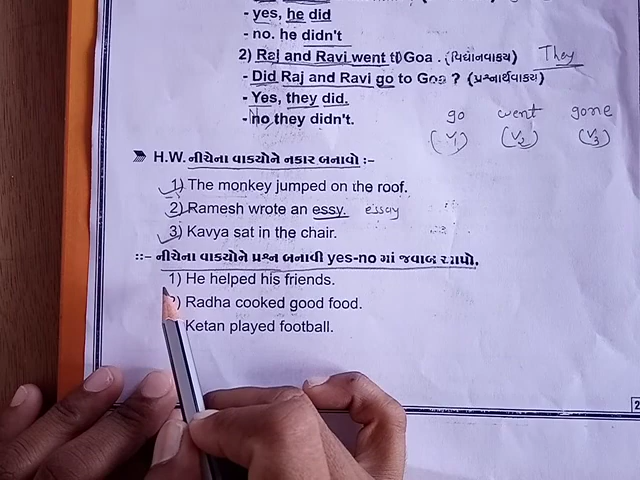 - yes, he did
- no. he didn't
2) Raj and Ravi went to Goa. (વિધાનવાક્ય) They
- Did Raj and Ravi go to Goa ? (પ્રશ્નાર્થવાક્ય)
- Yes, they did.
- No they didn't.
go went gone
(V1) (V2) (V3)
H.W. નીચેના વાક્યોને નકાર બનાવો :-
1) The monkey jumped on the roof.
2) Ramesh wrote an essy. essay
3) Kavya sat in the chair.
::- નીચેના વાક્યોને પ્રશ્ન બનાવી yes-no માં જવાબ આપો.
1) He helped his friends.
2) Radha cooked good food.
Ketan played football.
2